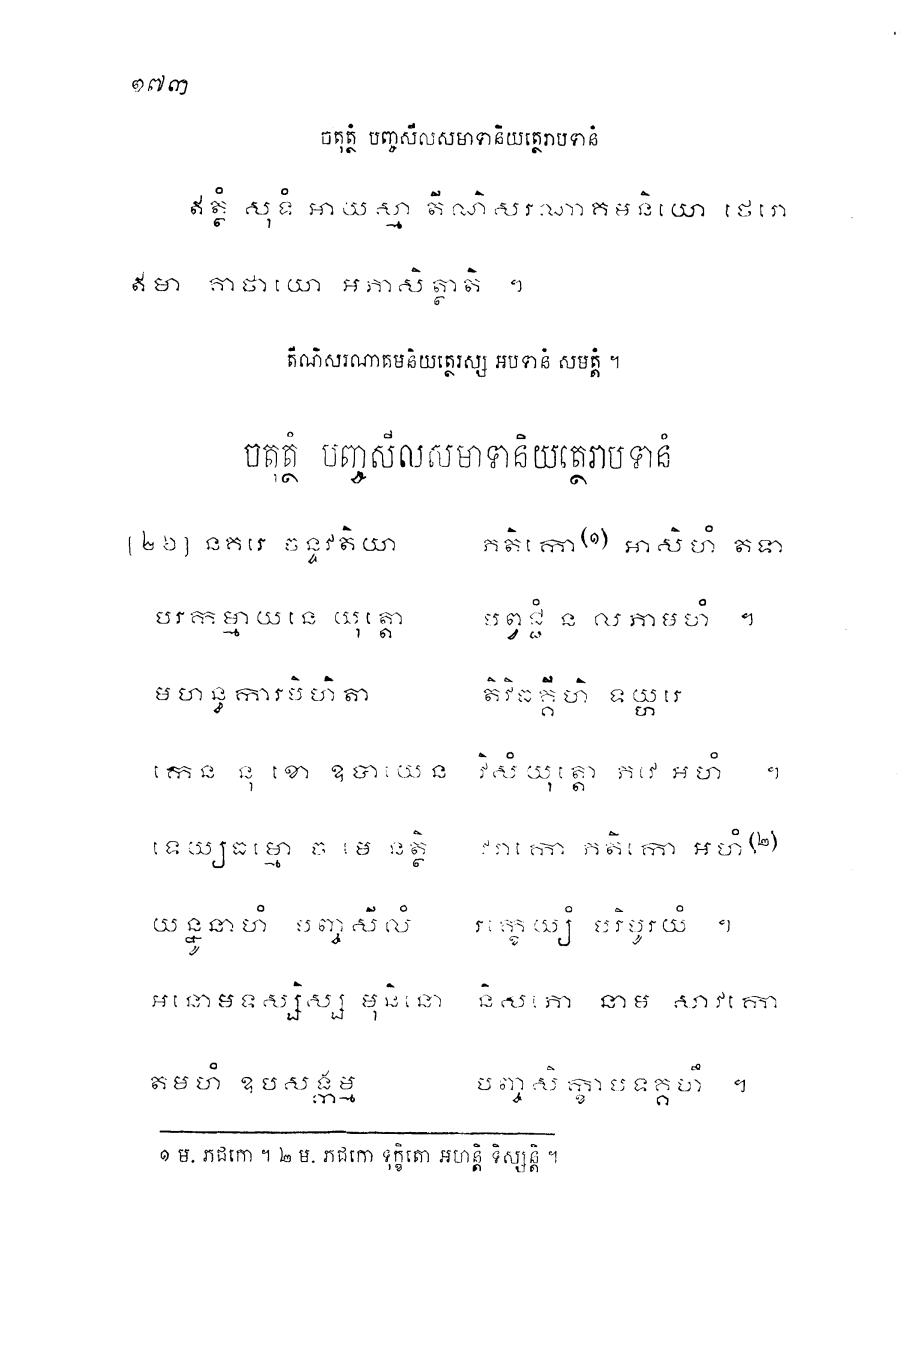 ១៧៣
ចតុត្ថំ បញ្ចសីលសមាទានិយត្ថេរាបទានំ
ឥត្ថំ សុទំ អាយស្មា តីណិសរណាគមនិយោ ថេរោ
ឥមា គាថាយោ អភាសិត្ថាតិ ។
តីណិសរណាគមនិយត្ថេរស្ស អបទានំ សមត្តំ ។
ចតុត្ថំ បញ្ចសីលសមាទានិយត្ថេរាបទានំ
[២៦] នគរេ ចន្ទវតិយា ភតិកោ(១) អាសិហំ តទា
បរកម្មាយនេ យុត្តោ បព្វជ្ជំ ន លភាមហំ ។
មហន្ធការបិហិតា តិវិធគ្គីហិ ទយ្ហរេ
កេន នុ ខោ ឧបាយេន វិសំយុត្តោ ភវេ អហំ ។
ទេយ្យធម្មោ ច មេ នត្ថិ វរាកោ ភតិកោ អហំ(២)
យន្នូនាហំ បញ្ចសីលំ រក្ខេយ្យំ បរិបូរយំ ។
អនោមទស្សិស្ស មុនិនោ និសភោ នាម សាវកោ
តមហំ ឧបសង្កម្ម បញ្ចសិក្ខាបទគ្គហឹ ។
១ ម. ភដកោ ។ ២ ម. ភដកោ ទុក្ខិតោ អហន្តិ ទិស្សន្តិ ។